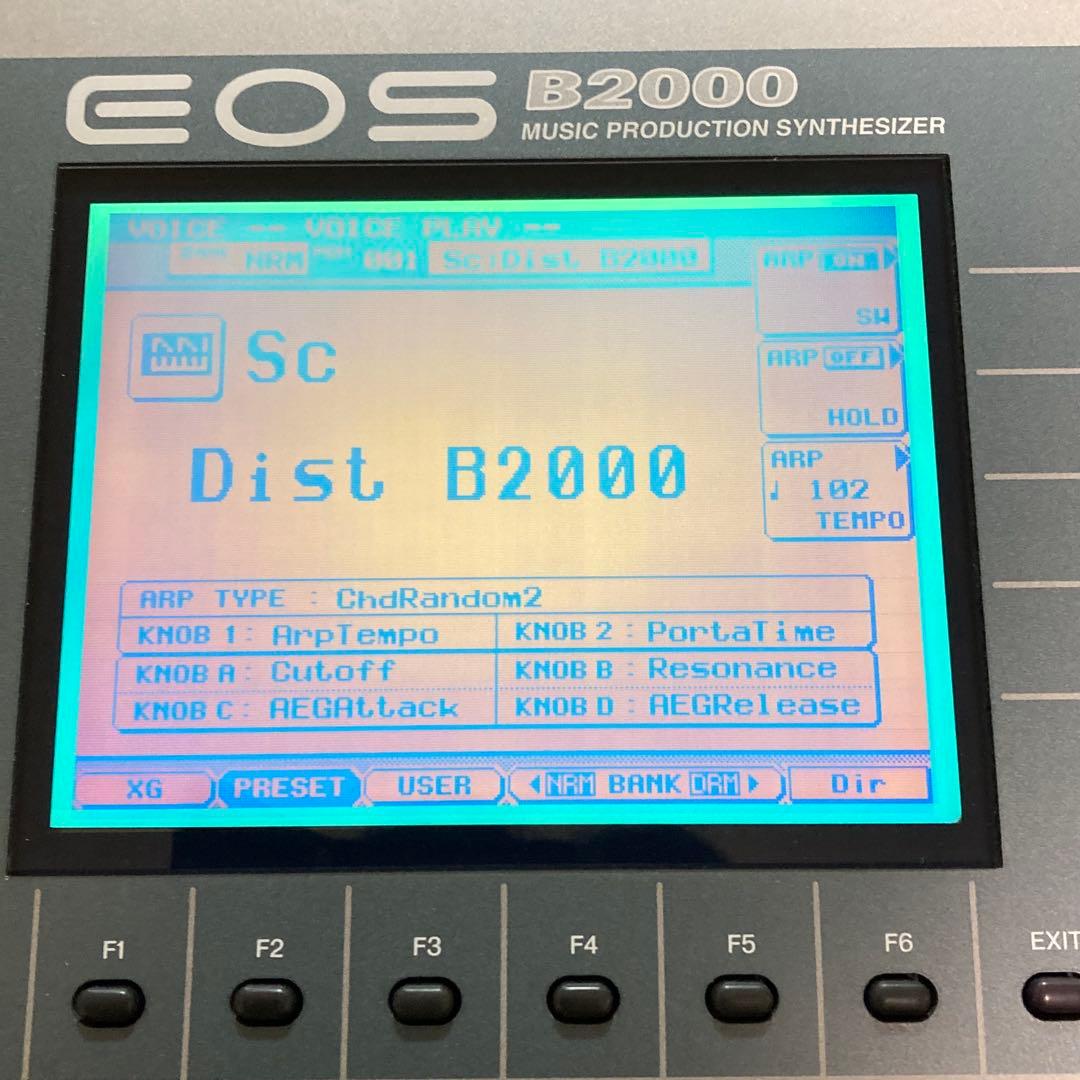 EOS B2000
MUSIC PRODUCTION SYNTHESIZER
VOICE -- VOICE PLAY --
NRM 001 Sc:Dist B2000
ARP ON
SW
Sc
ARP OFF
HOLD
Dist B2000
ARP
♩ 102
TEMPO
ARP TYPE : ChdRandom2
KNOB 1 : ArpTempo KNOB 2 : PortaTime
KNOB A : Cutoff KNOB B : Resonance
KNOB C : AEGAttack KNOB D : AEGRelease
XG PRESET USER NRM BANK DRM Dir
F1 F2 F3 F4 F5 F6 EXIT